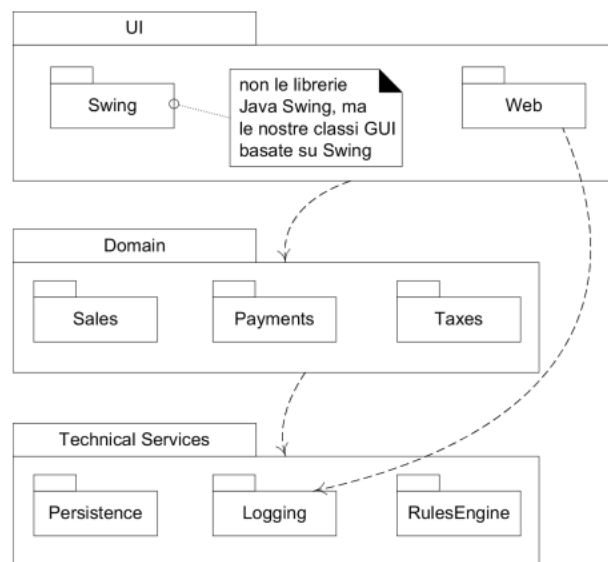 UI
Swing
non le librerie
Java Swing, ma
le nostre classi GUI
basate su Swing
Web
Domain
Sales
Payments
Taxes
Technical Services
Persistence
Logging
RulesEngine